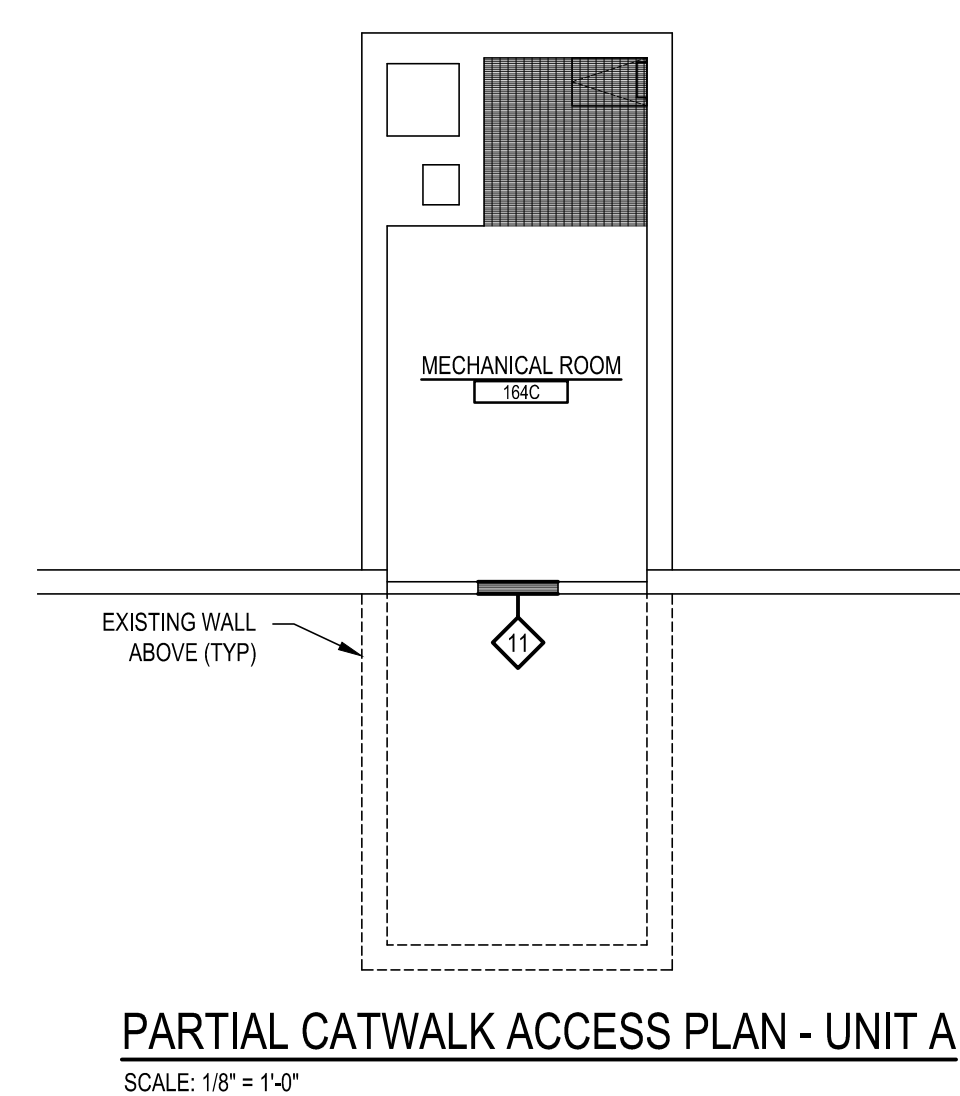 MECHANICAL ROOM
164C
EXISTING WALL
ABOVE (TYP)
11
PARTIAL CATWALK ACCESS PLAN - UNIT A
SCALE: 1/8" = 1'-0"